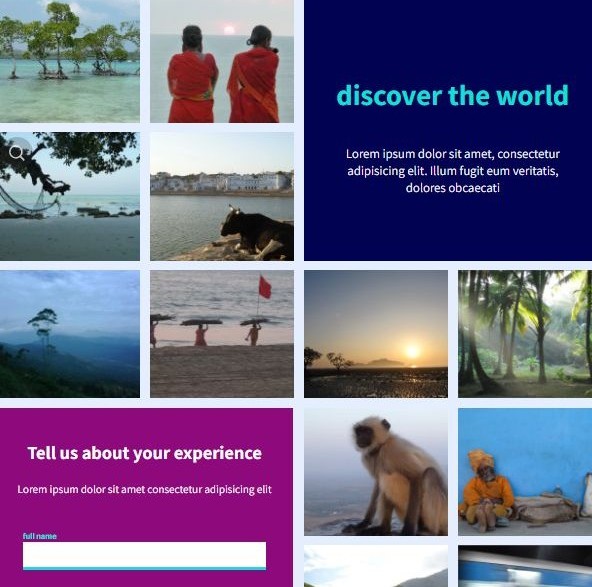 discover the world
Lorem ipsum dolor sit amet, consectetur
adipisicing elit. Illum fugit eum veritatis,
dolores obcaecati
Tell us about your experience
Lorem ipsum dolor sit amet consectetur adipisicing elit
full name